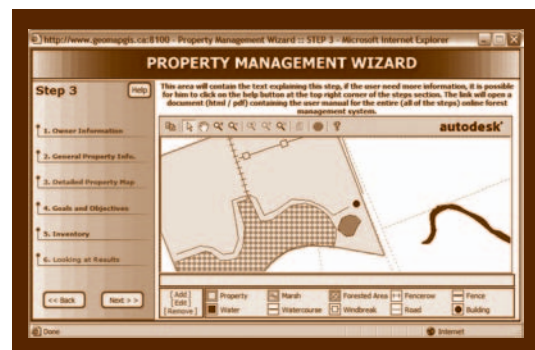 http://www.geomapgis.ca:8100 - Property Management Wizard :: STEP 3 - Microsoft Internet Explorer
PROPERTY MANAGEMENT WIZARD
Step 3
Help
This area will contain the text explaining this step, if the user need more information, it is possible
for him to click on the help button at the top right corner of the steps section. The link will open a
document (html / pdf) containing the user manual for the entire (all of the steps) online forest
management system.
autodesk
1. Owner Information
2. General Property Info.
3. Detailed Property Map
4. Goals and Objectives
5. Inventory
6. Looking at Results
<< Back
Next > >
[ Add ]
[ Edit ]
[ Remove ]
Property
Marsh
Forested Area
Fencerow
Fence
Water
Watercourse
Windbreak
Road
Building
Done
Internet